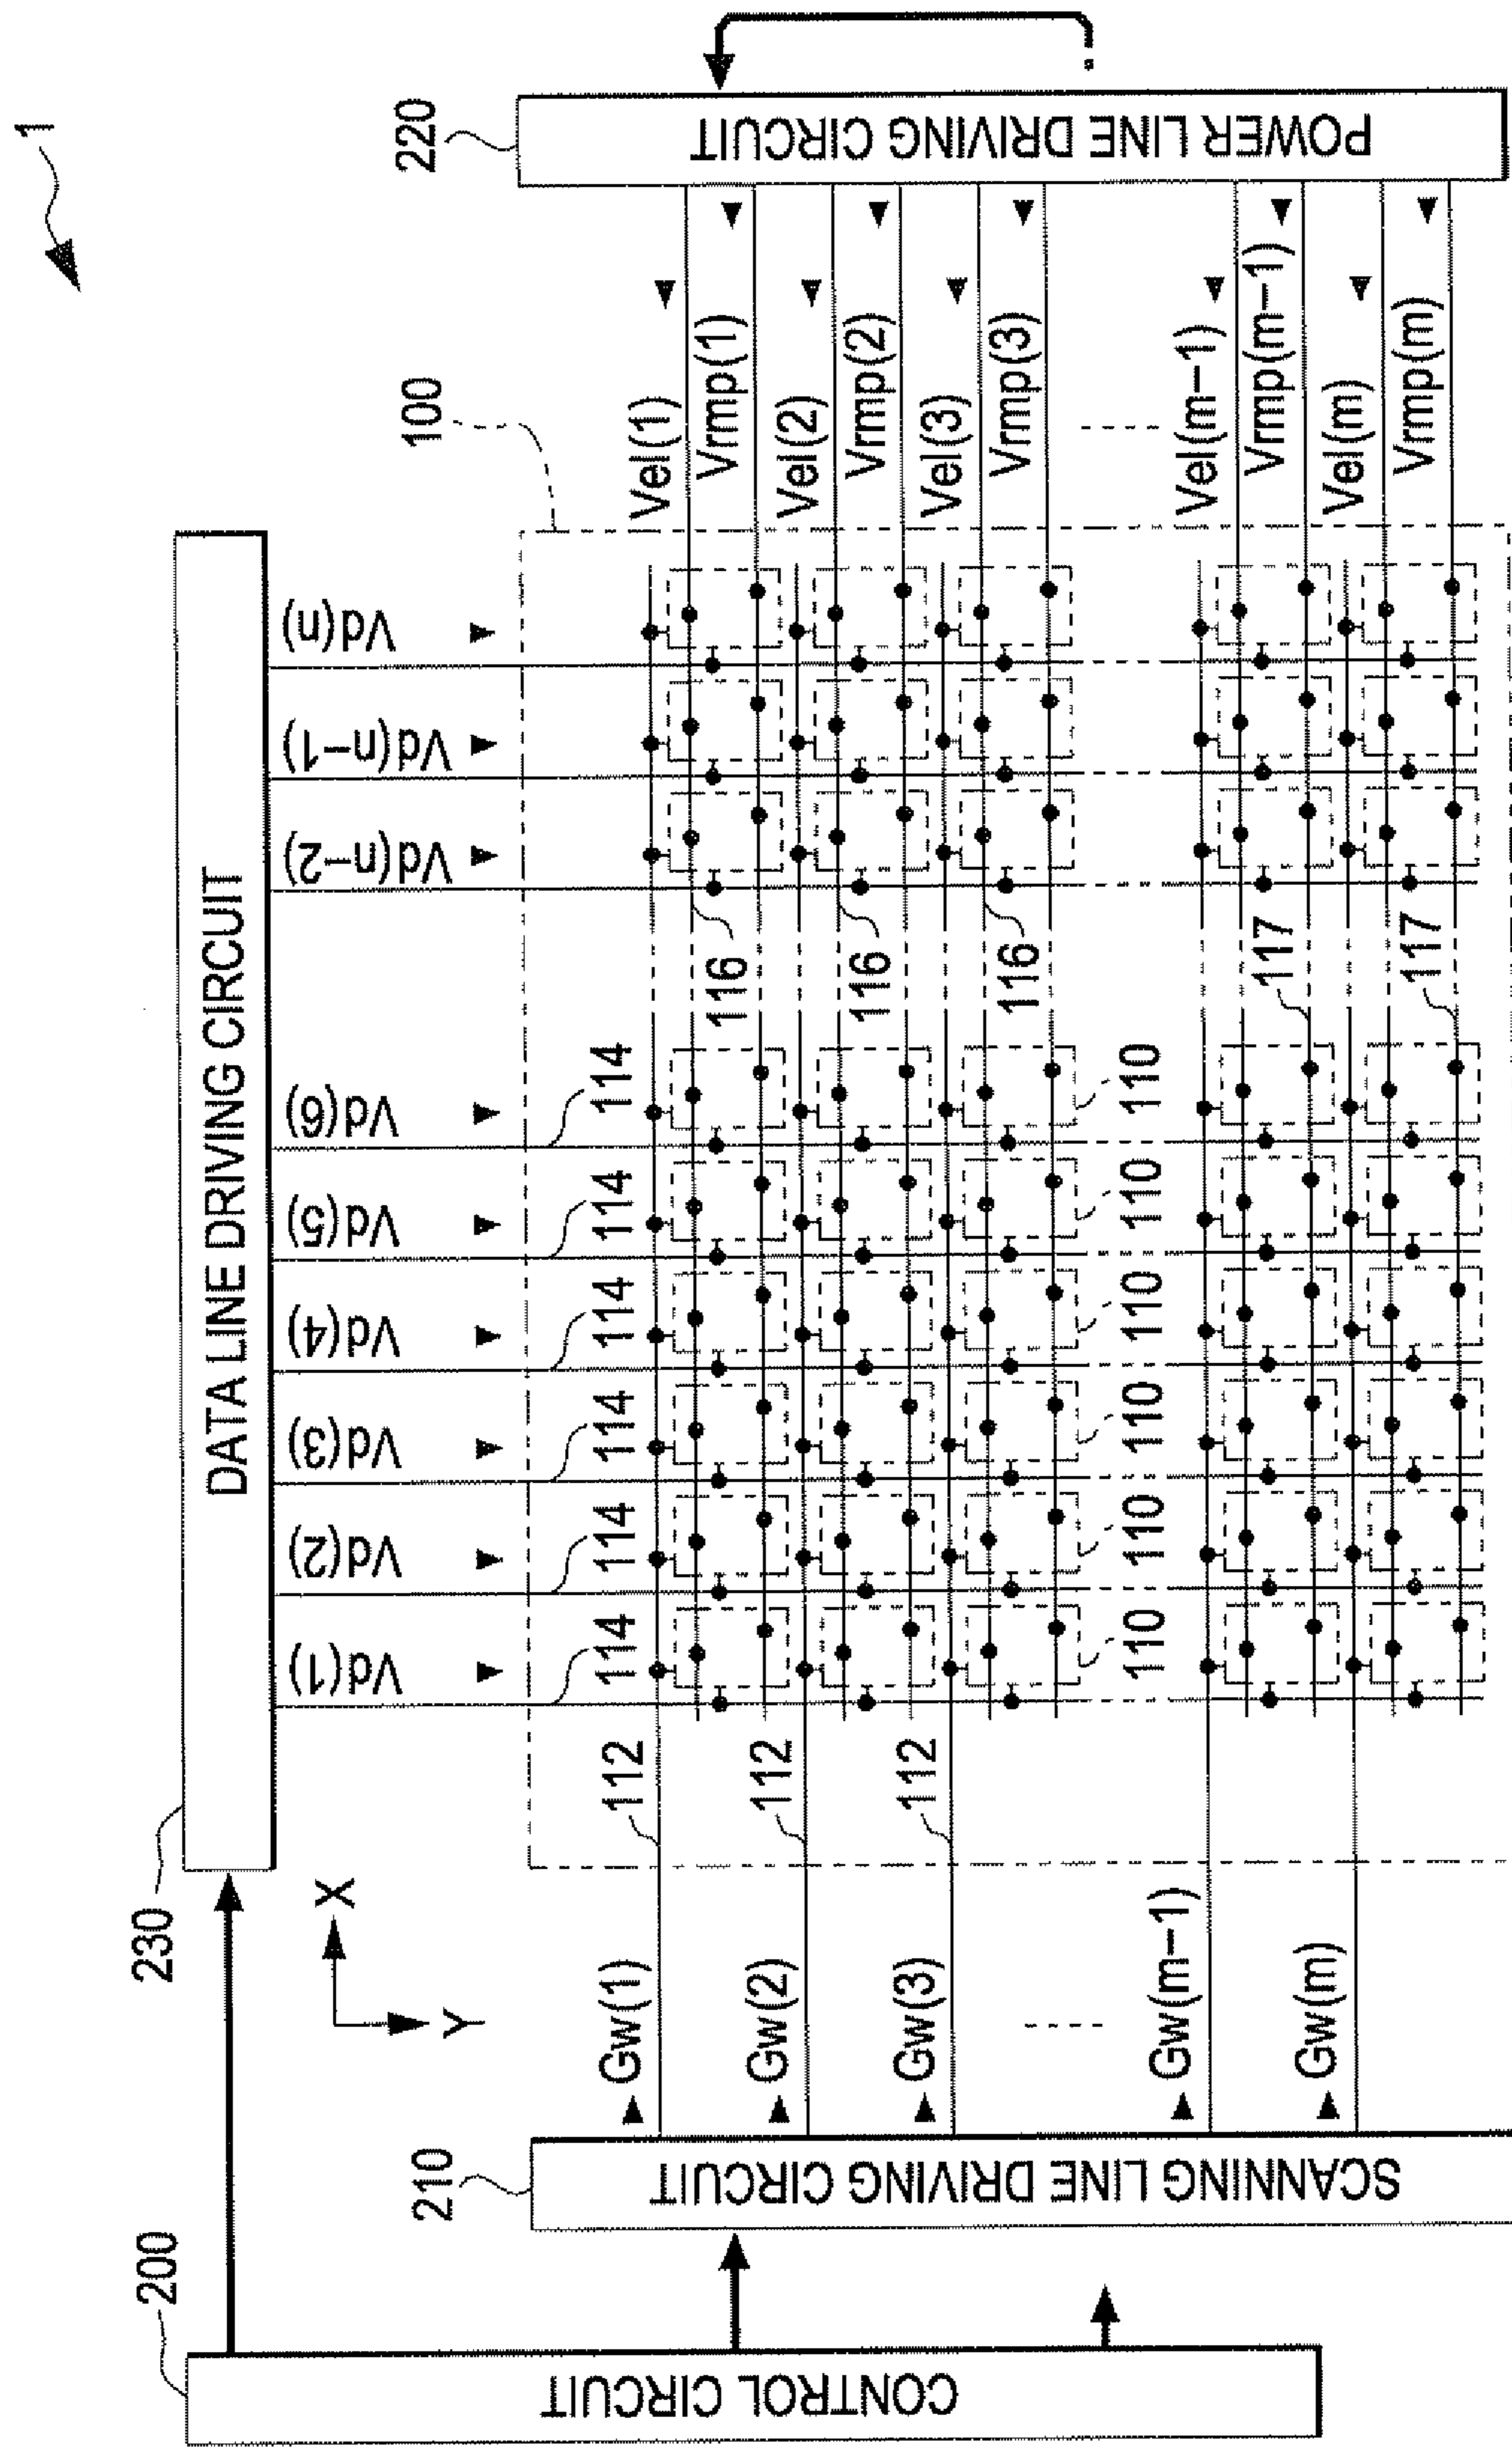 1
200
CONTROL CIRCUIT
230
DATA LINE DRIVING CIRCUIT
210
SCANNING LINE DRIVING CIRCUIT
220
POWER LINE DRIVING CIRCUIT
100
X
Y
Vd(1)
Vd(2)
Vd(3)
Vd(4)
Vd(5)
Vd(6)
Vd(n-2)
Vd(n-1)
Vd(n)
114
114
114
114
114
114
Gw(1)
112
Gw(2)
112
Gw(3)
112
Gw(m-1)
Gw(m)
116
116
116
110
110
110
110
110
110
117
117
Vel(1)
Vrmp(1)
Vel(2)
Vrmp(2)
Vel(3)
Vrmp(3)
Vel(m-1)
Vrmp(m-1)
Vel(m)
Vrmp(m)